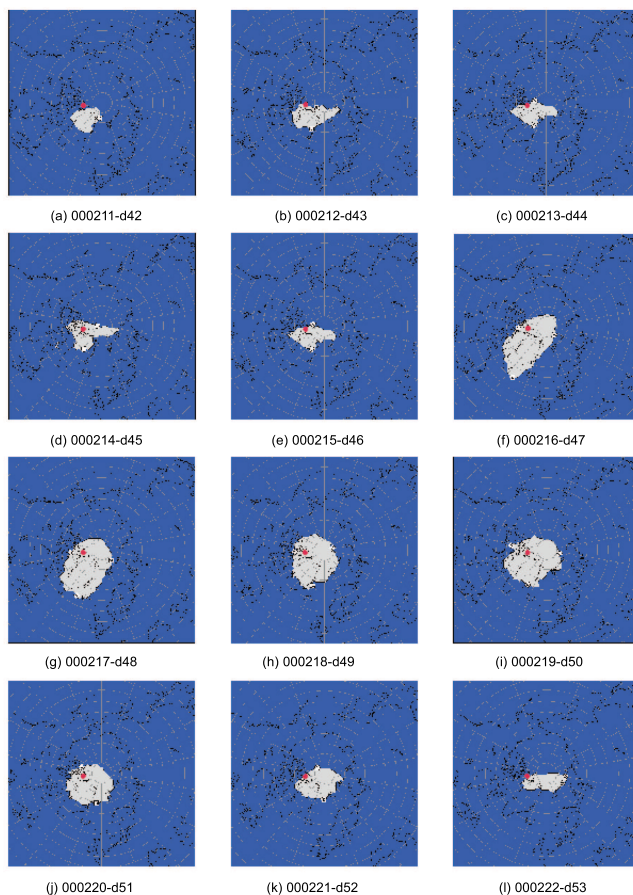 (a) 000211-d42 (b) 000212-d43 (c) 000213-d44
(d) 000214-d45 (e) 000215-d46 (f) 000216-d47
(g) 000217-d48 (h) 000218-d49 (i) 000219-d50
(j) 000220-d51 (k) 000221-d52 (l) 000222-d53